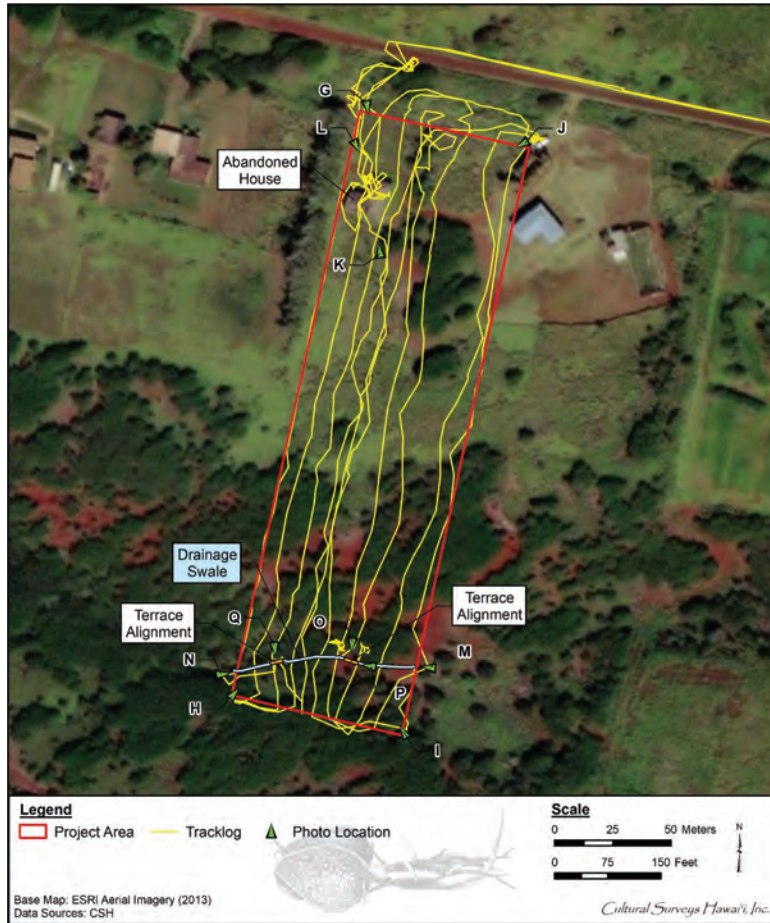 G
L
J
Abandoned
House
K
Drainage
Swale
Terrace
Alignment
Q
O
Terrace
Alignment
N
M
H
P
I
Legend
Project Area
Tracklog
Photo Location
Scale
0 25 50 Meters
0 75 150 Feet
N
Base Map: ESRI Aerial Imagery (2013)
Data Sources: CSH
Cultural Surveys Hawai'i, Inc.